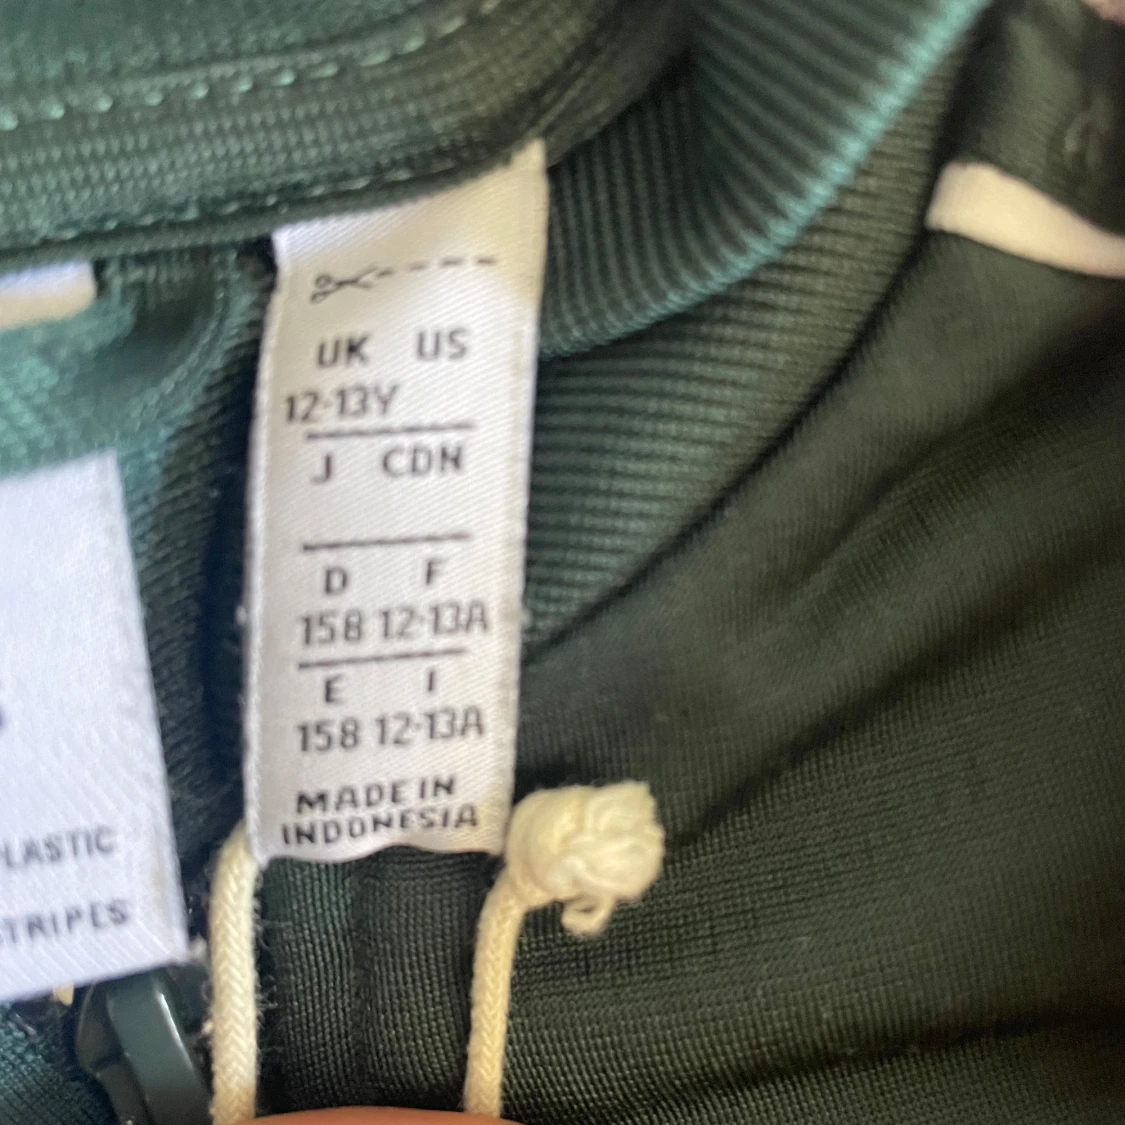 UK US
12-13Y
J CDN
D F
158 12-13A
E I
158 12-13A
MADE IN
INDONESIA
LASTIC
STRIPES